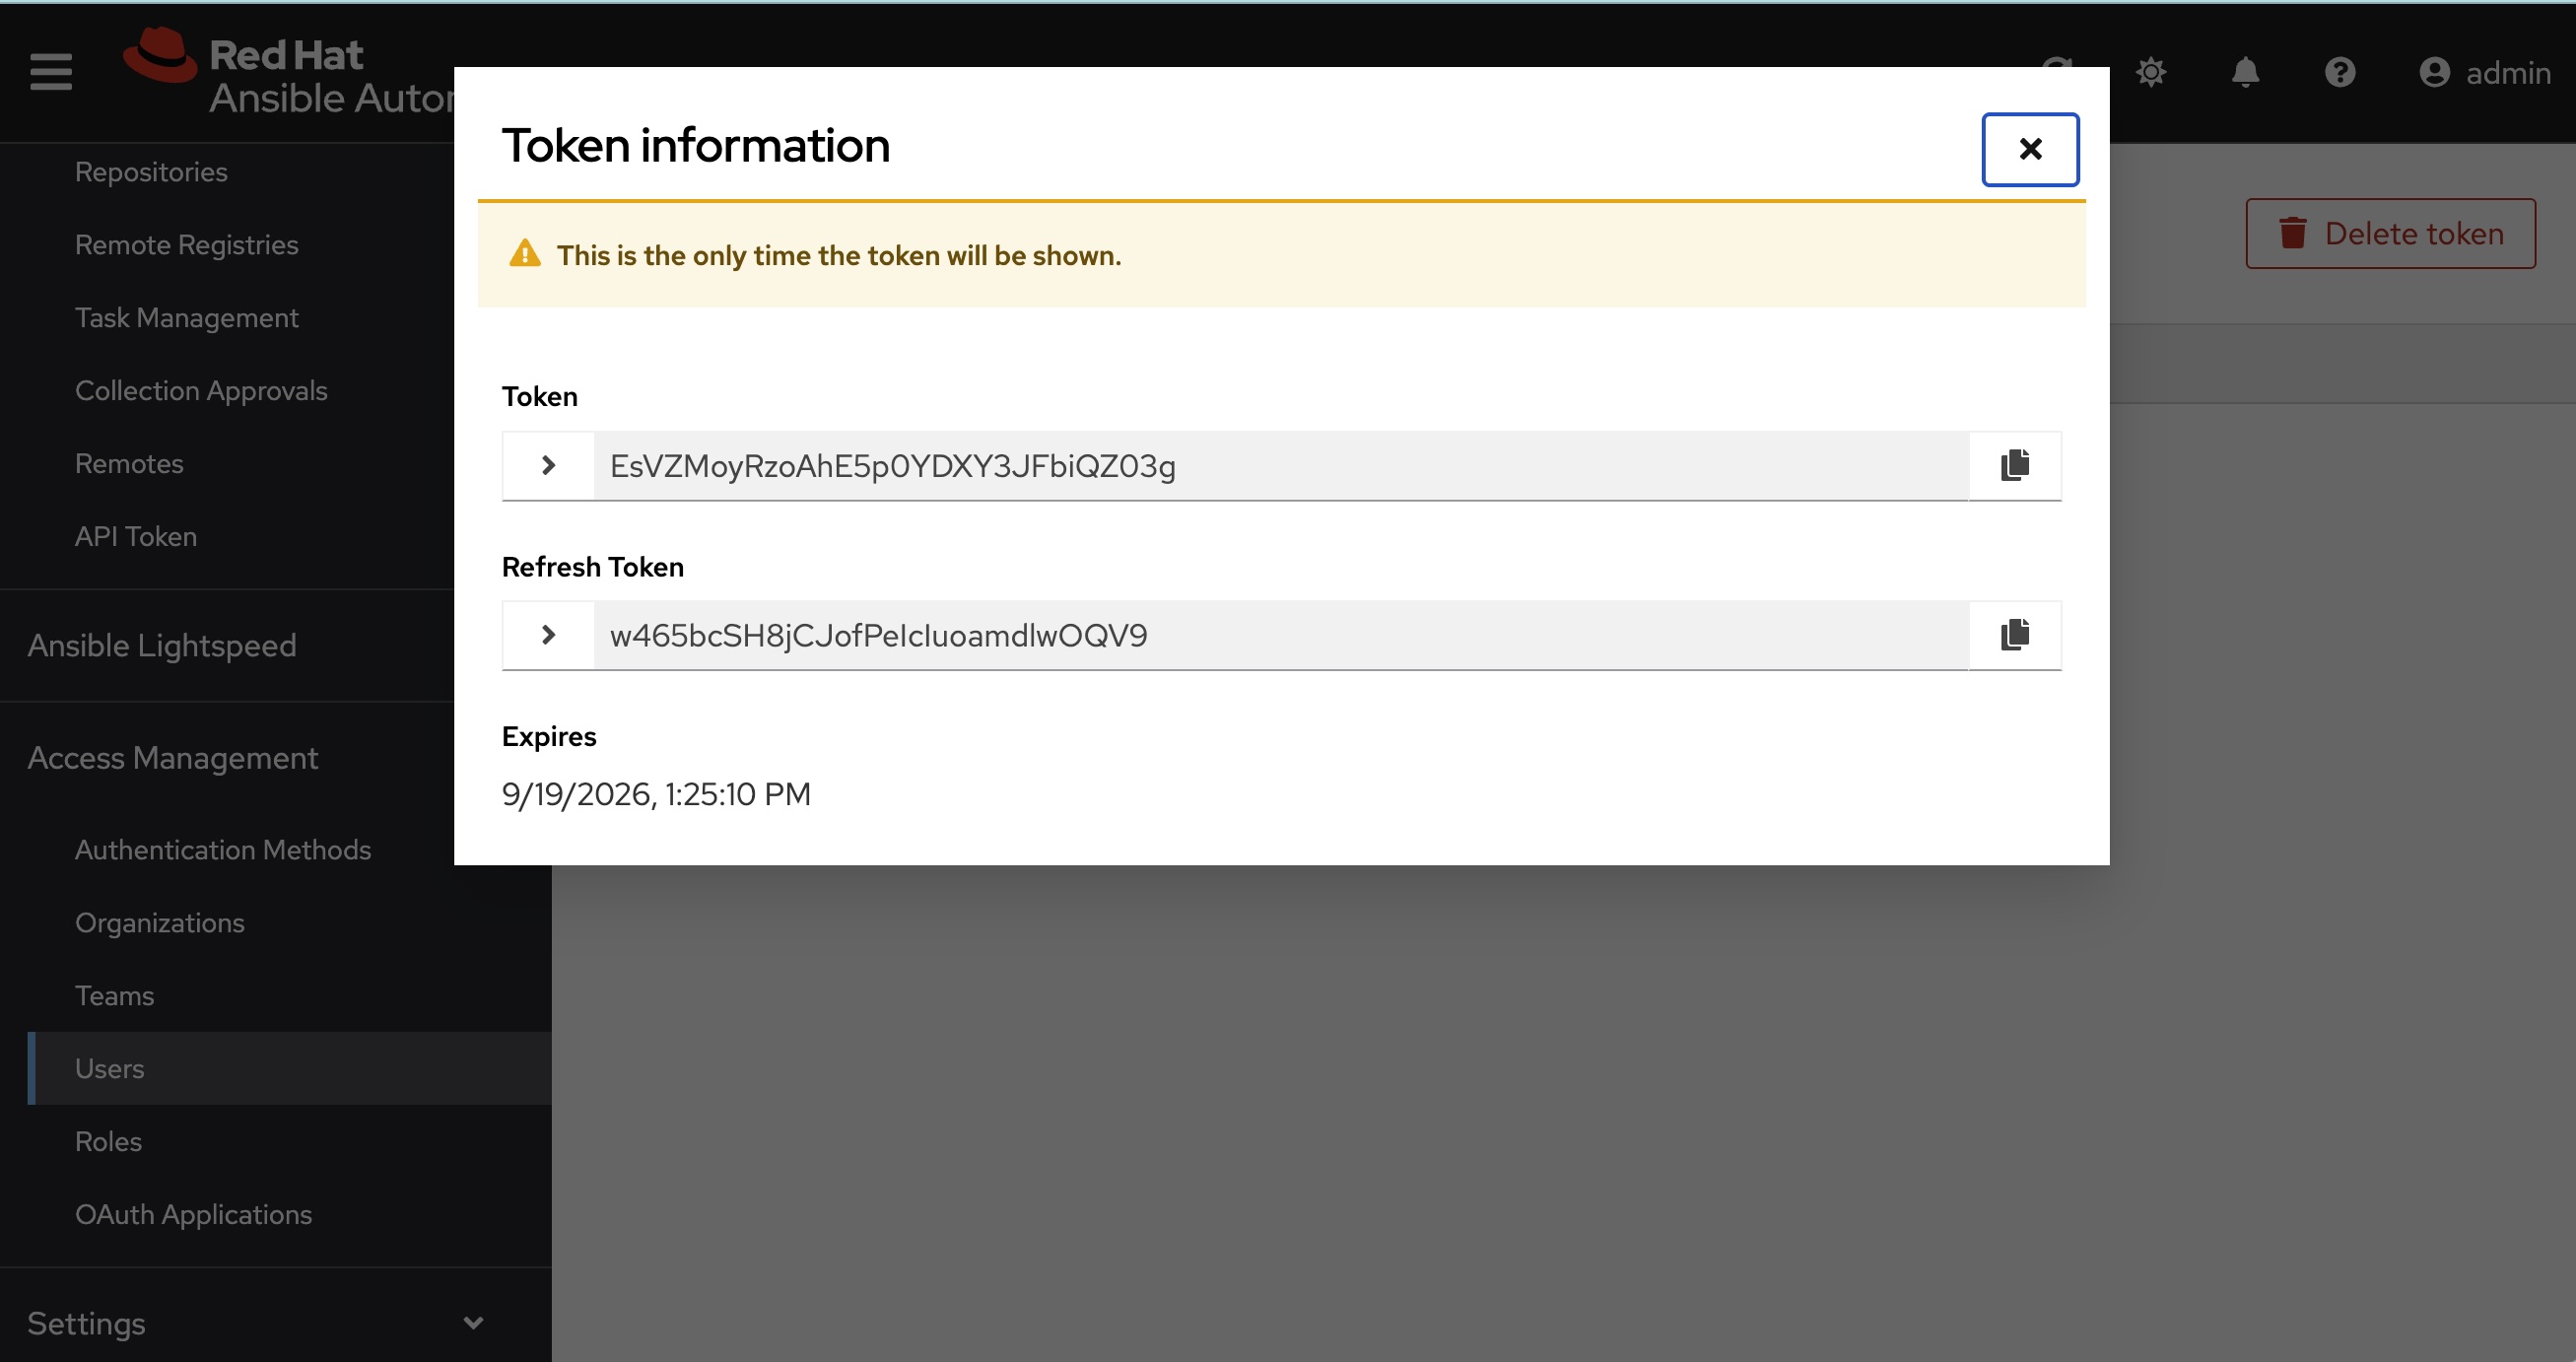 Red Hat
Ansible Autor
admin
Repositories
Remote Registries
Task Management
Collection Approvals
Remotes
API Token
Ansible Lightspeed
Access Management
Authentication Methods
Organizations
Teams
Users
Roles
OAuth Applications
Settings
Delete token
Token information
This is the only time the token will be shown.
Token
EsVZMoyRzoAhE5p0YDXY3JFbiQZ03g
Refresh Token
w465bcSH8jCJofPeIcIuoamdlwOQV9
Expires
9/19/2026, 1:25:10 PM